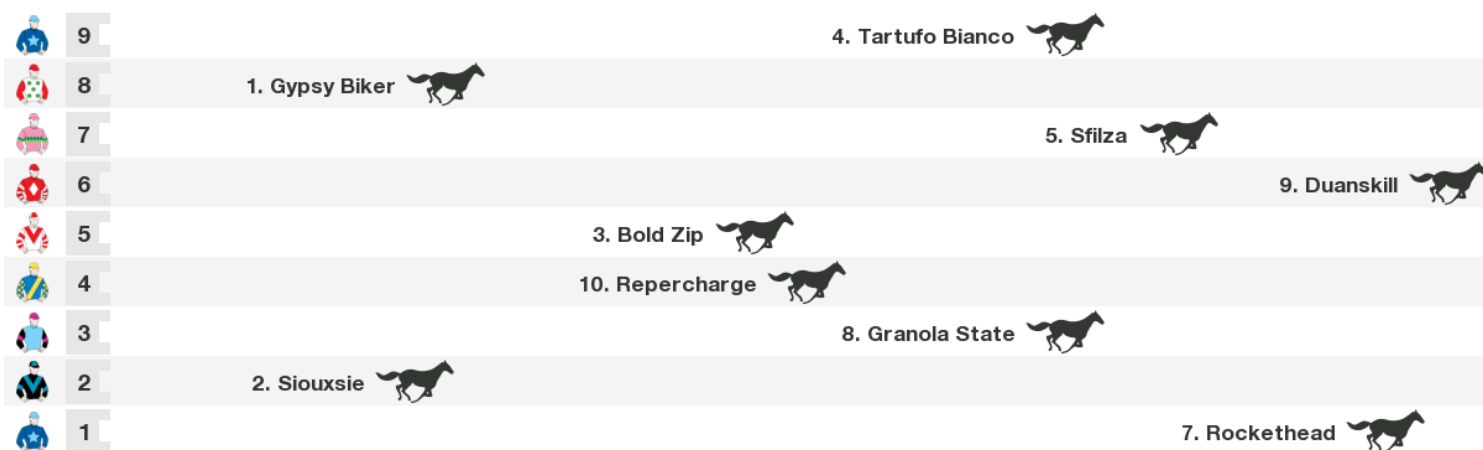 9 4. Tartufo Bianco
8 1. Gypsy Biker
7 5. Sfilza
6 9. Duanskill
5 3. Bold Zip
4 10. Repercharge
3 8. Granola State
2 2. Siouxsie
1 7. Rockethead